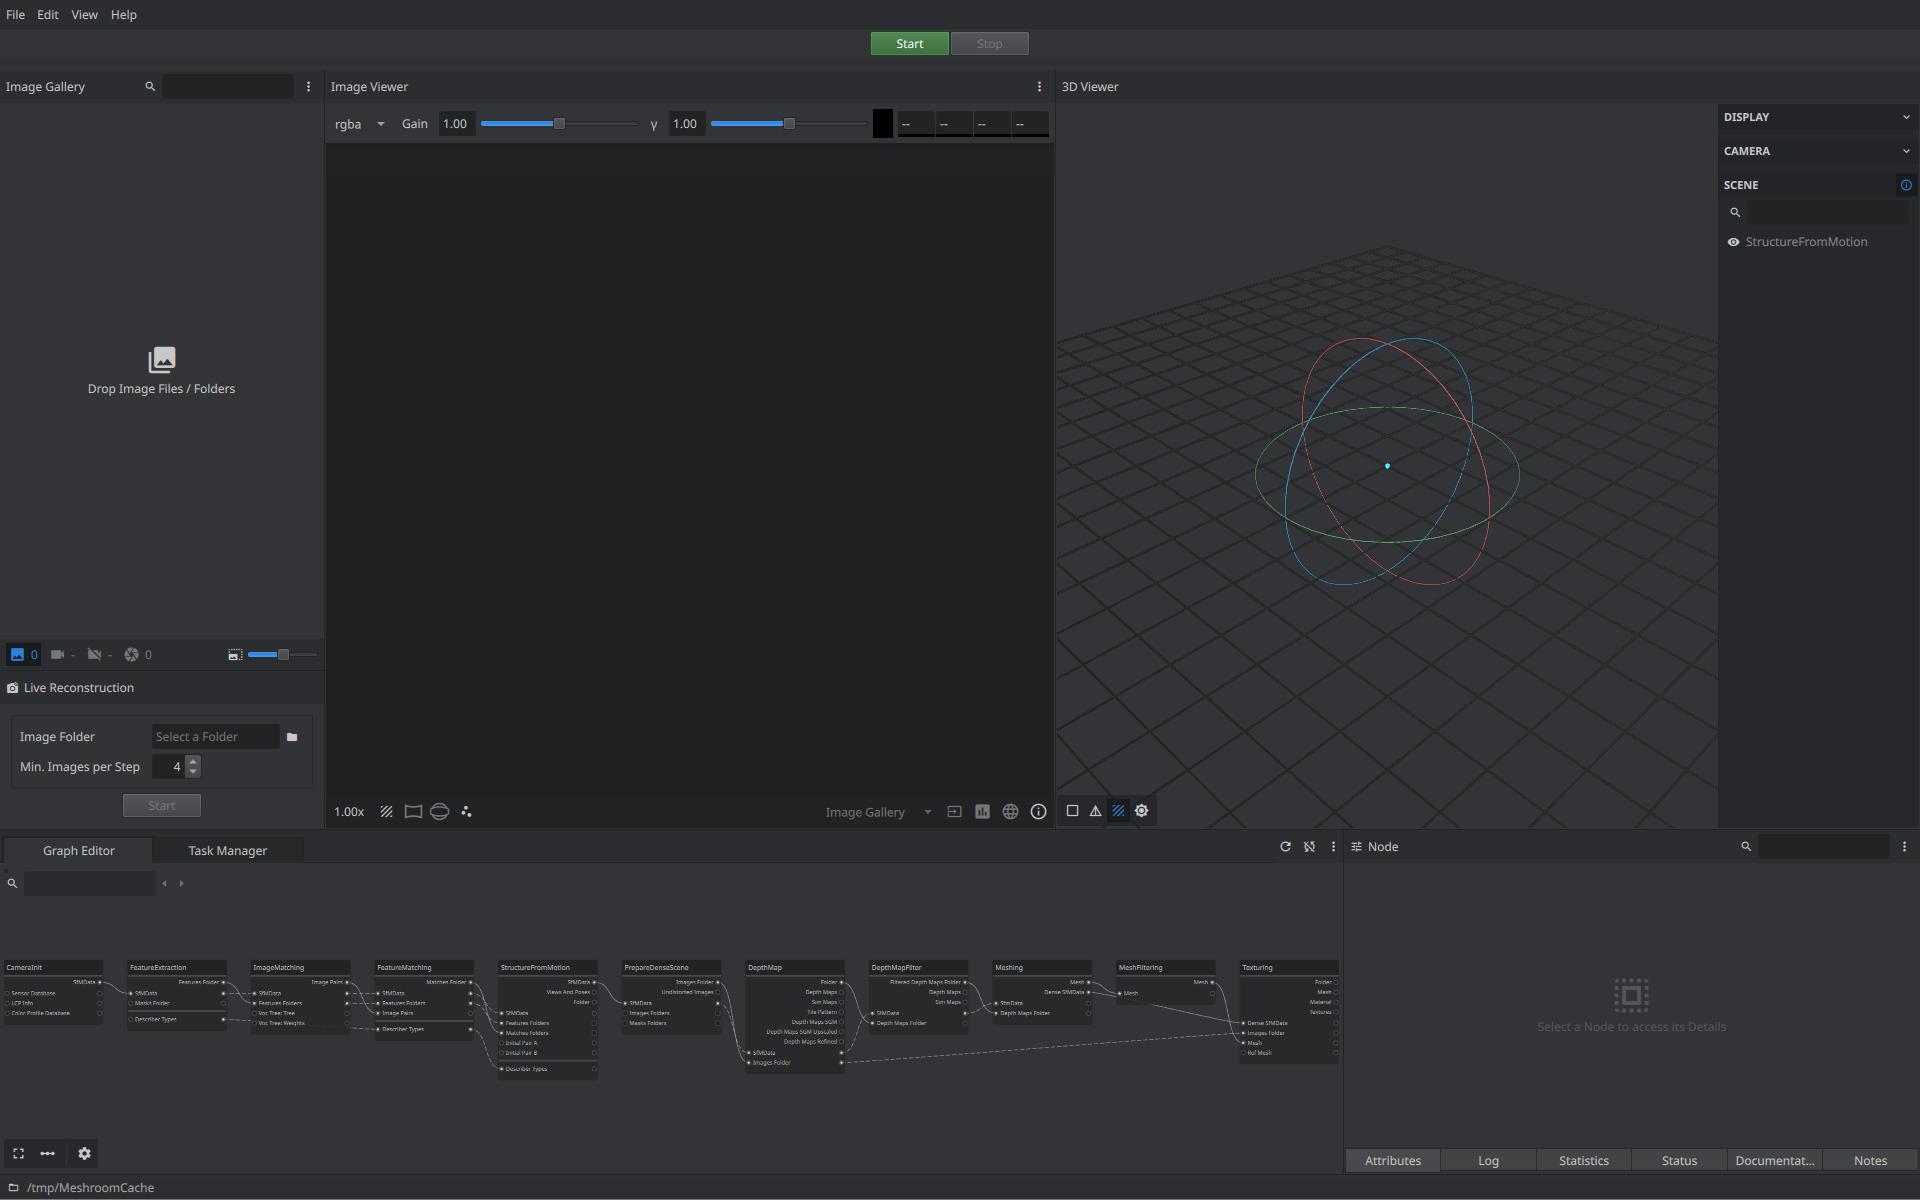 File Edit View Help
Start Stop
Image Gallery
Image Viewer
3D Viewer
rgba Gain 1.00 γ 1.00 -- -- -- --
DISPLAY
CAMERA
SCENE
StructureFromMotion
Drop Image Files / Folders
0 - - 0
Live Reconstruction
Image Folder Select a Folder
Min. Images per Step 4
Start
1.00x
Image Gallery
Graph Editor Task Manager
Node
CameraInit
SfMData
Sensor Database
LCP Info
Color Profile Database
FeatureExtraction
Features Folder
SfMData
Masks Folder
Describer Types
ImageMatching
Image Pairs
SfMData
Features Folders
Voc Tree: Tree
Voc Tree: Weights
FeatureMatching
Matches Folder
SfMData
Features Folders
Image Pairs
Describer Types
StructureFromMotion
SfMData
Views And Poses
Folder
SfMData
Features Folders
Matches Folders
Initial Pair A
Initial Pair B
Describer Types
PrepareDenseScene
Images Folder
Undistorted Images
SfMData
Images Folders
Masks Folders
DepthMap
Folder
Depth Maps
Sim Maps
Tile Pattern
Depth Maps SGM
Depth Maps SGM Upscaled
Depth Maps Refined
SfMData
Images Folder
DepthMapFilter
Filtered Depth Maps Folder
Depth Maps
Sim Maps
SfMData
Depth Maps Folder
Meshing
Mesh
Dense SfMData
SfmData
Depth Maps Folder
MeshFiltering
Mesh
Mesh
Texturing
Folder
Mesh
Material
Textures
Dense SfMData
Images Folder
Mesh
Ref Mesh
Select a Node to access its Details
Attributes Log Statistics Status Documentat... Notes
/tmp/MeshroomCache